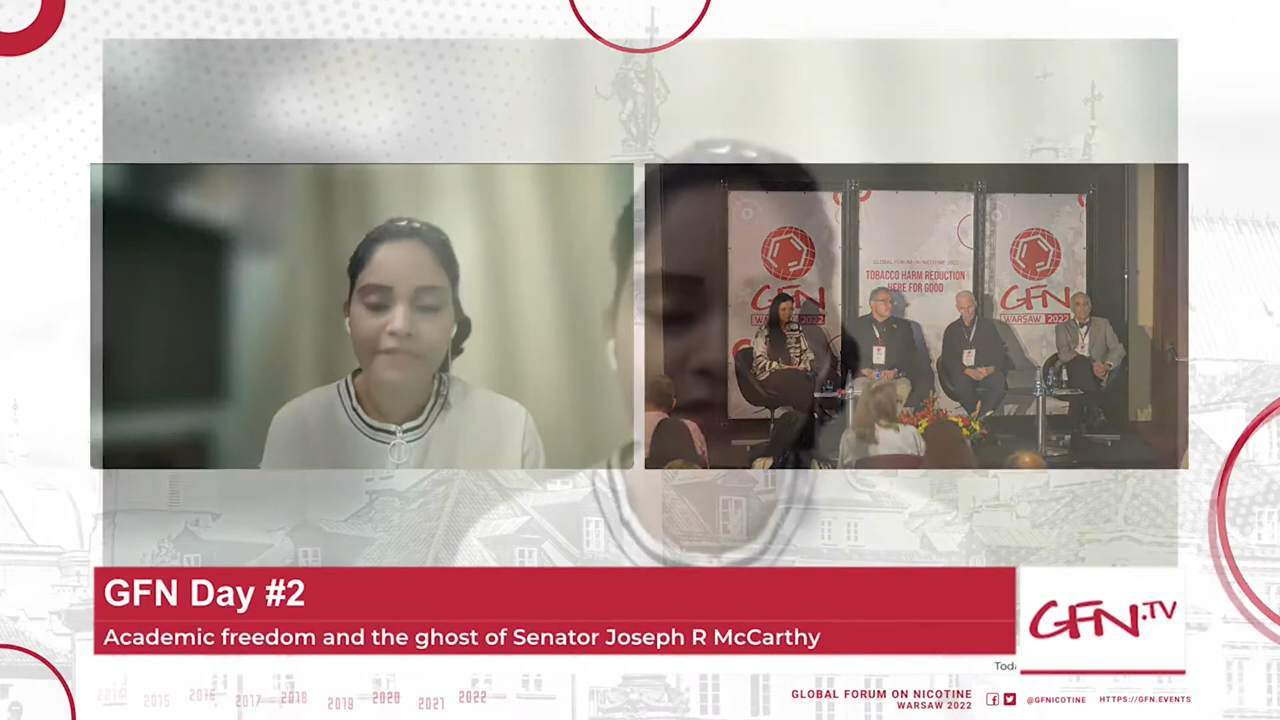 GFN
WARSAW 2022
GLOBAL FORUM ON NICOTINE 2022
TOBACCO HARM REDUCTION
HERE FOR GOOD
GFN
WARSAW 2022
GFN Day #2
Academic freedom and the ghost of Senator Joseph R McCarthy
GFN.TV
Toda
2014 2015 2016 2017 2018 2019 2020 2021 2022
GLOBAL FORUM ON NICOTINE
WARSAW 2022
@GFNICOTINE
HTTPS://GFN.EVENTS